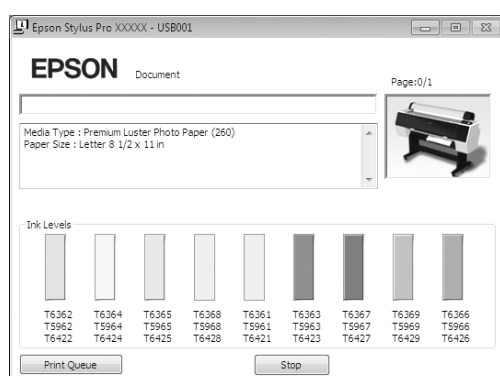 Epson Stylus Pro XXXXX - USB001
EPSON Document
Page:0/1
Media Type : Premium Luster Photo Paper (260)
Paper Size : Letter 8 1/2 x 11 in
Ink Levels
T6362 T6364 T6365 T6368 T6361 T6363 T6367 T6369 T6366
T5962 T5964 T5965 T5968 T5961 T5963 T5967 T5969 T5966
T6422 T6424 T6425 T6428 T6421 T6423 T6427 T6429 T6426
Print Queue Stop